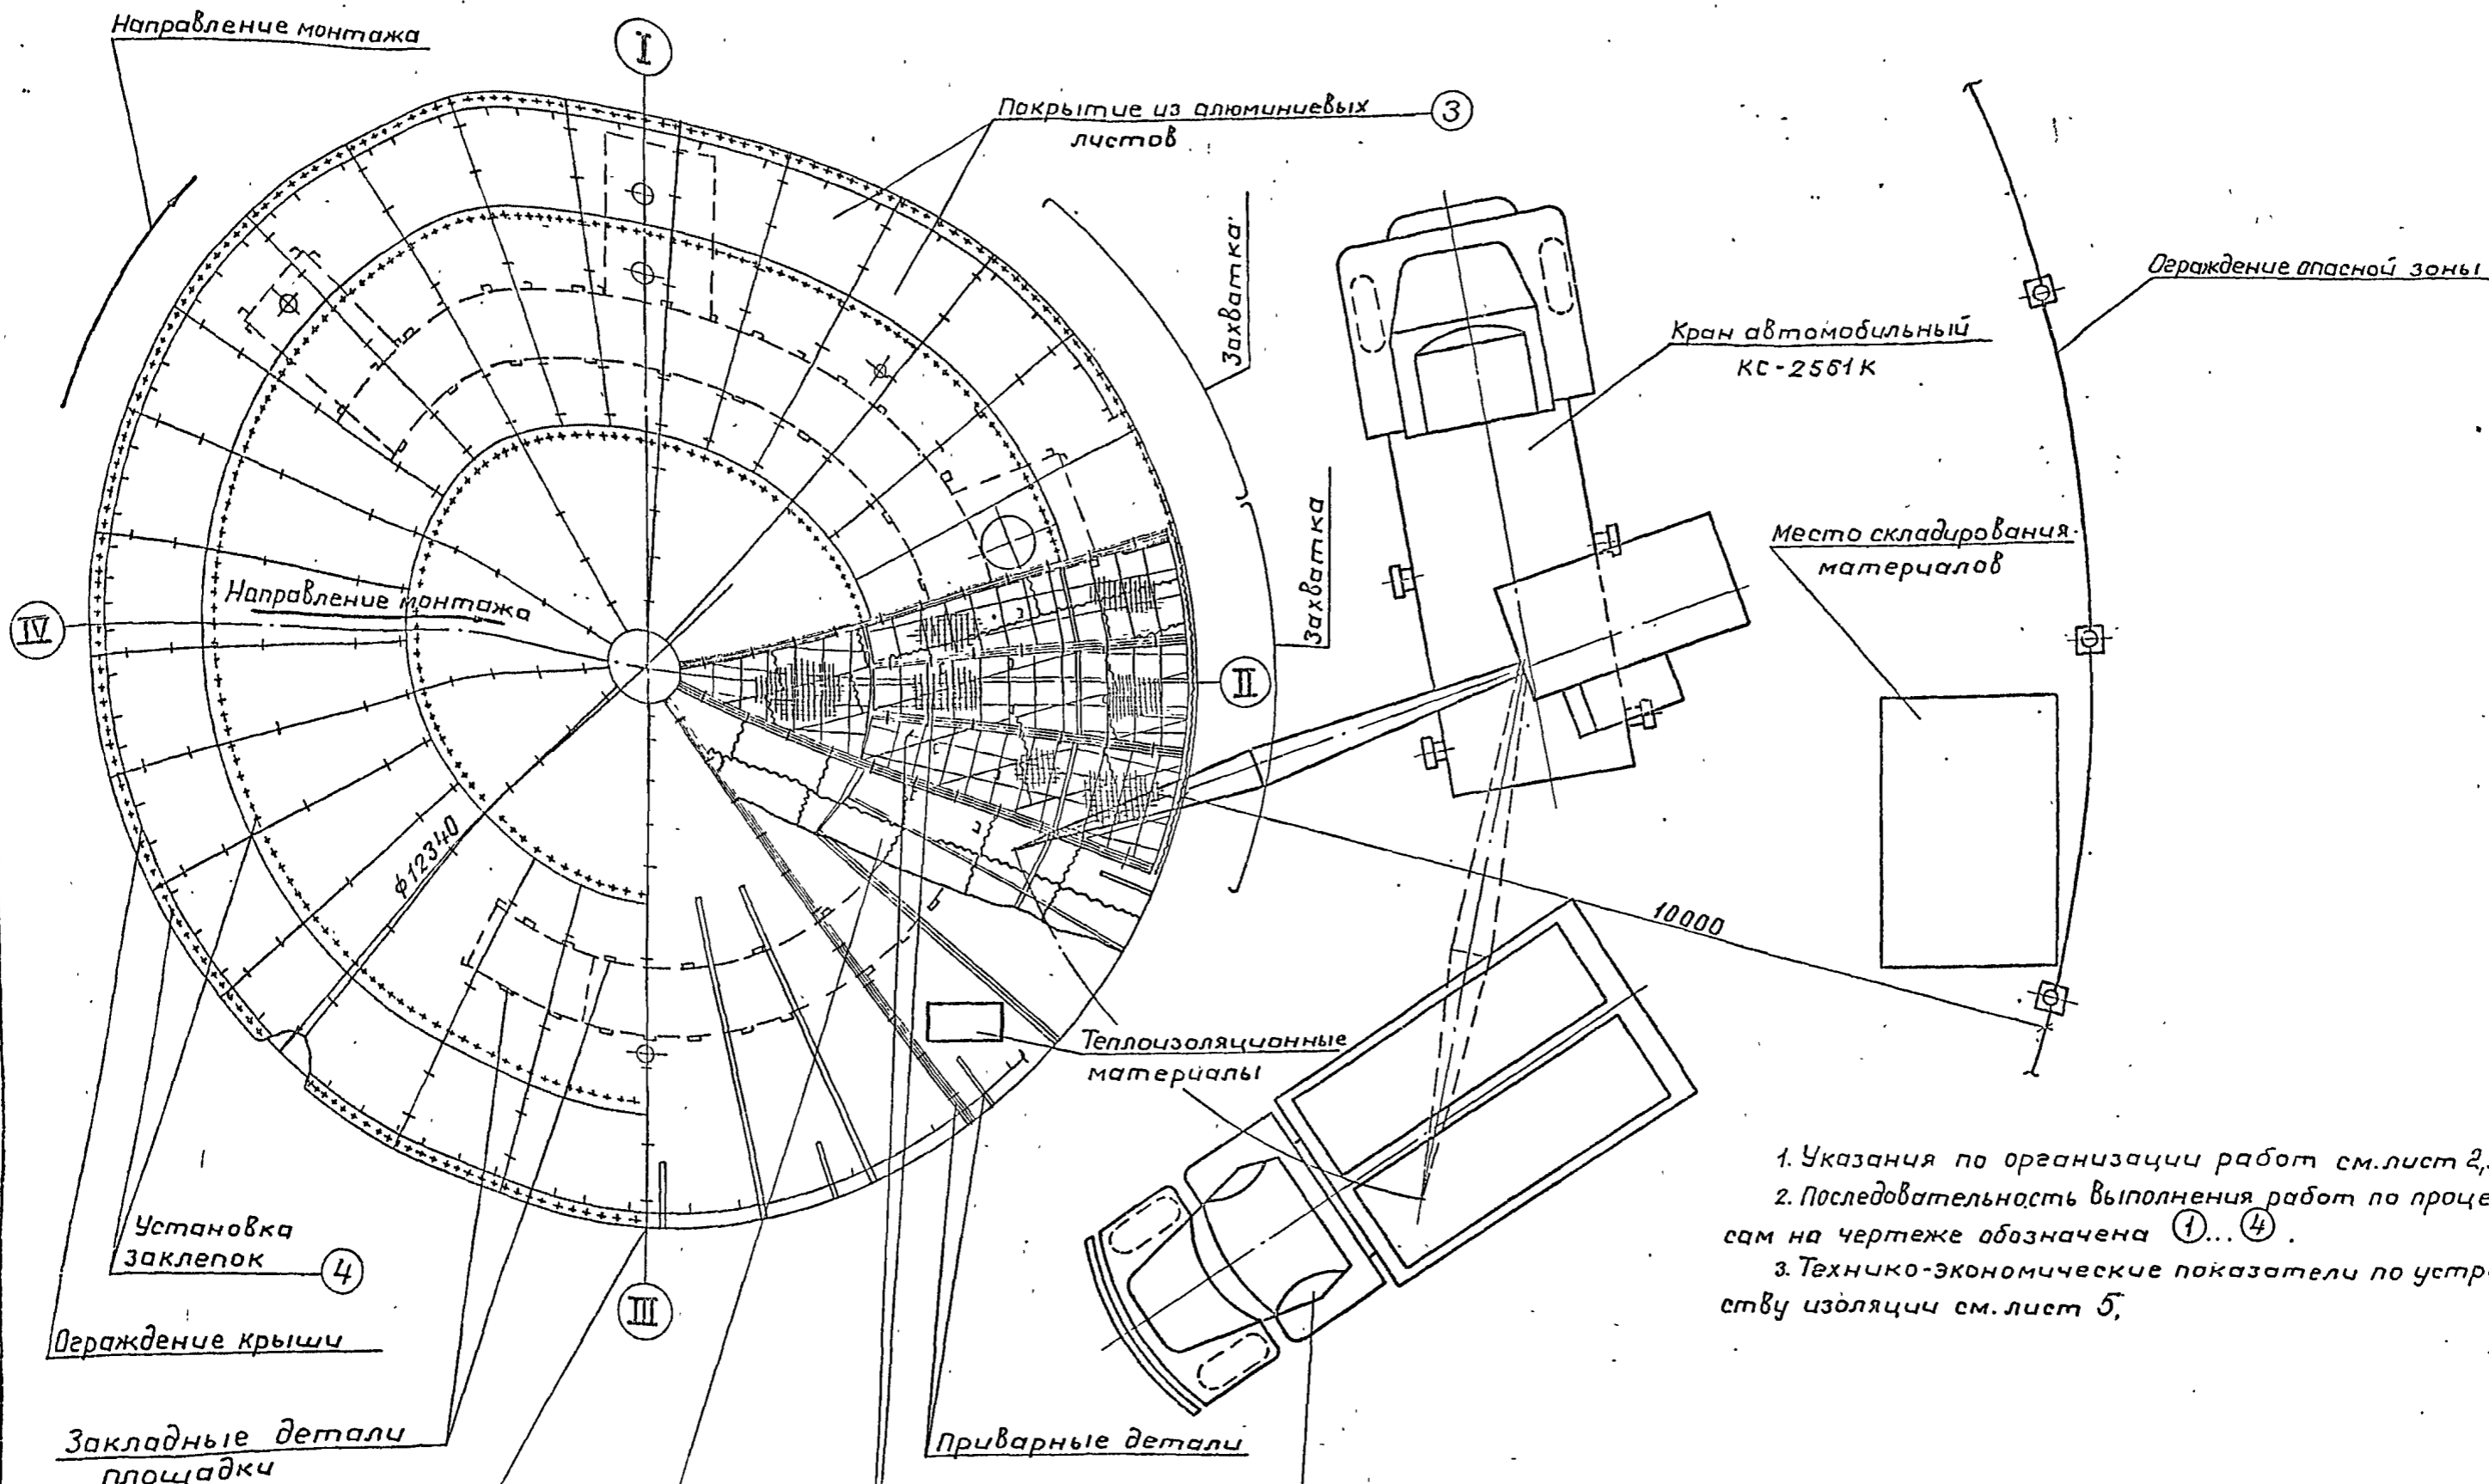 Направление монтажа
I
Покрытие из алюминиевых
листов
3
Захватка
Ограждение опасной зоны
Кран автомобильный
КС-2561К
Захватка
Место складирования
материалов
Направление монтажа
IV
II
ф12340
10000
Теплоизоляционные
материалы
Установка
заклепок
4
III
Ограждение крыши
Закладные детали
площадки
Приварные детали
1. Указания по организации работ см. лист 2,
2. Последовательность выполнения работ по проце
сам на чертеже обозначена 1...4.
3. Технико-экономические показатели по устр
ству изоляции см. лист 5,